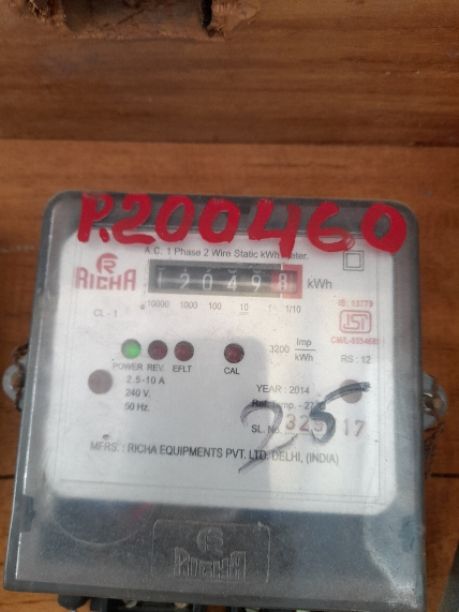 R200460
A.C. 1 Phase 2 Wire Static kWh Meter.
RICHA
2 0 4 9 8 kWh
10000 1000 100 10 1 1/10
CL - 1
IS: 13779
ISI
3200 Imp/kWh
RS : 12
POWER REV. EFLT CAL
2.5-10 A
240 V.
50 Hz.
YEAR : 2014
Ref. Temp. - 27
SL. No.
25
MFRS. : RICHA EQUIPMENTS PVT. LTD. DELHI, (INDIA)
RICHA